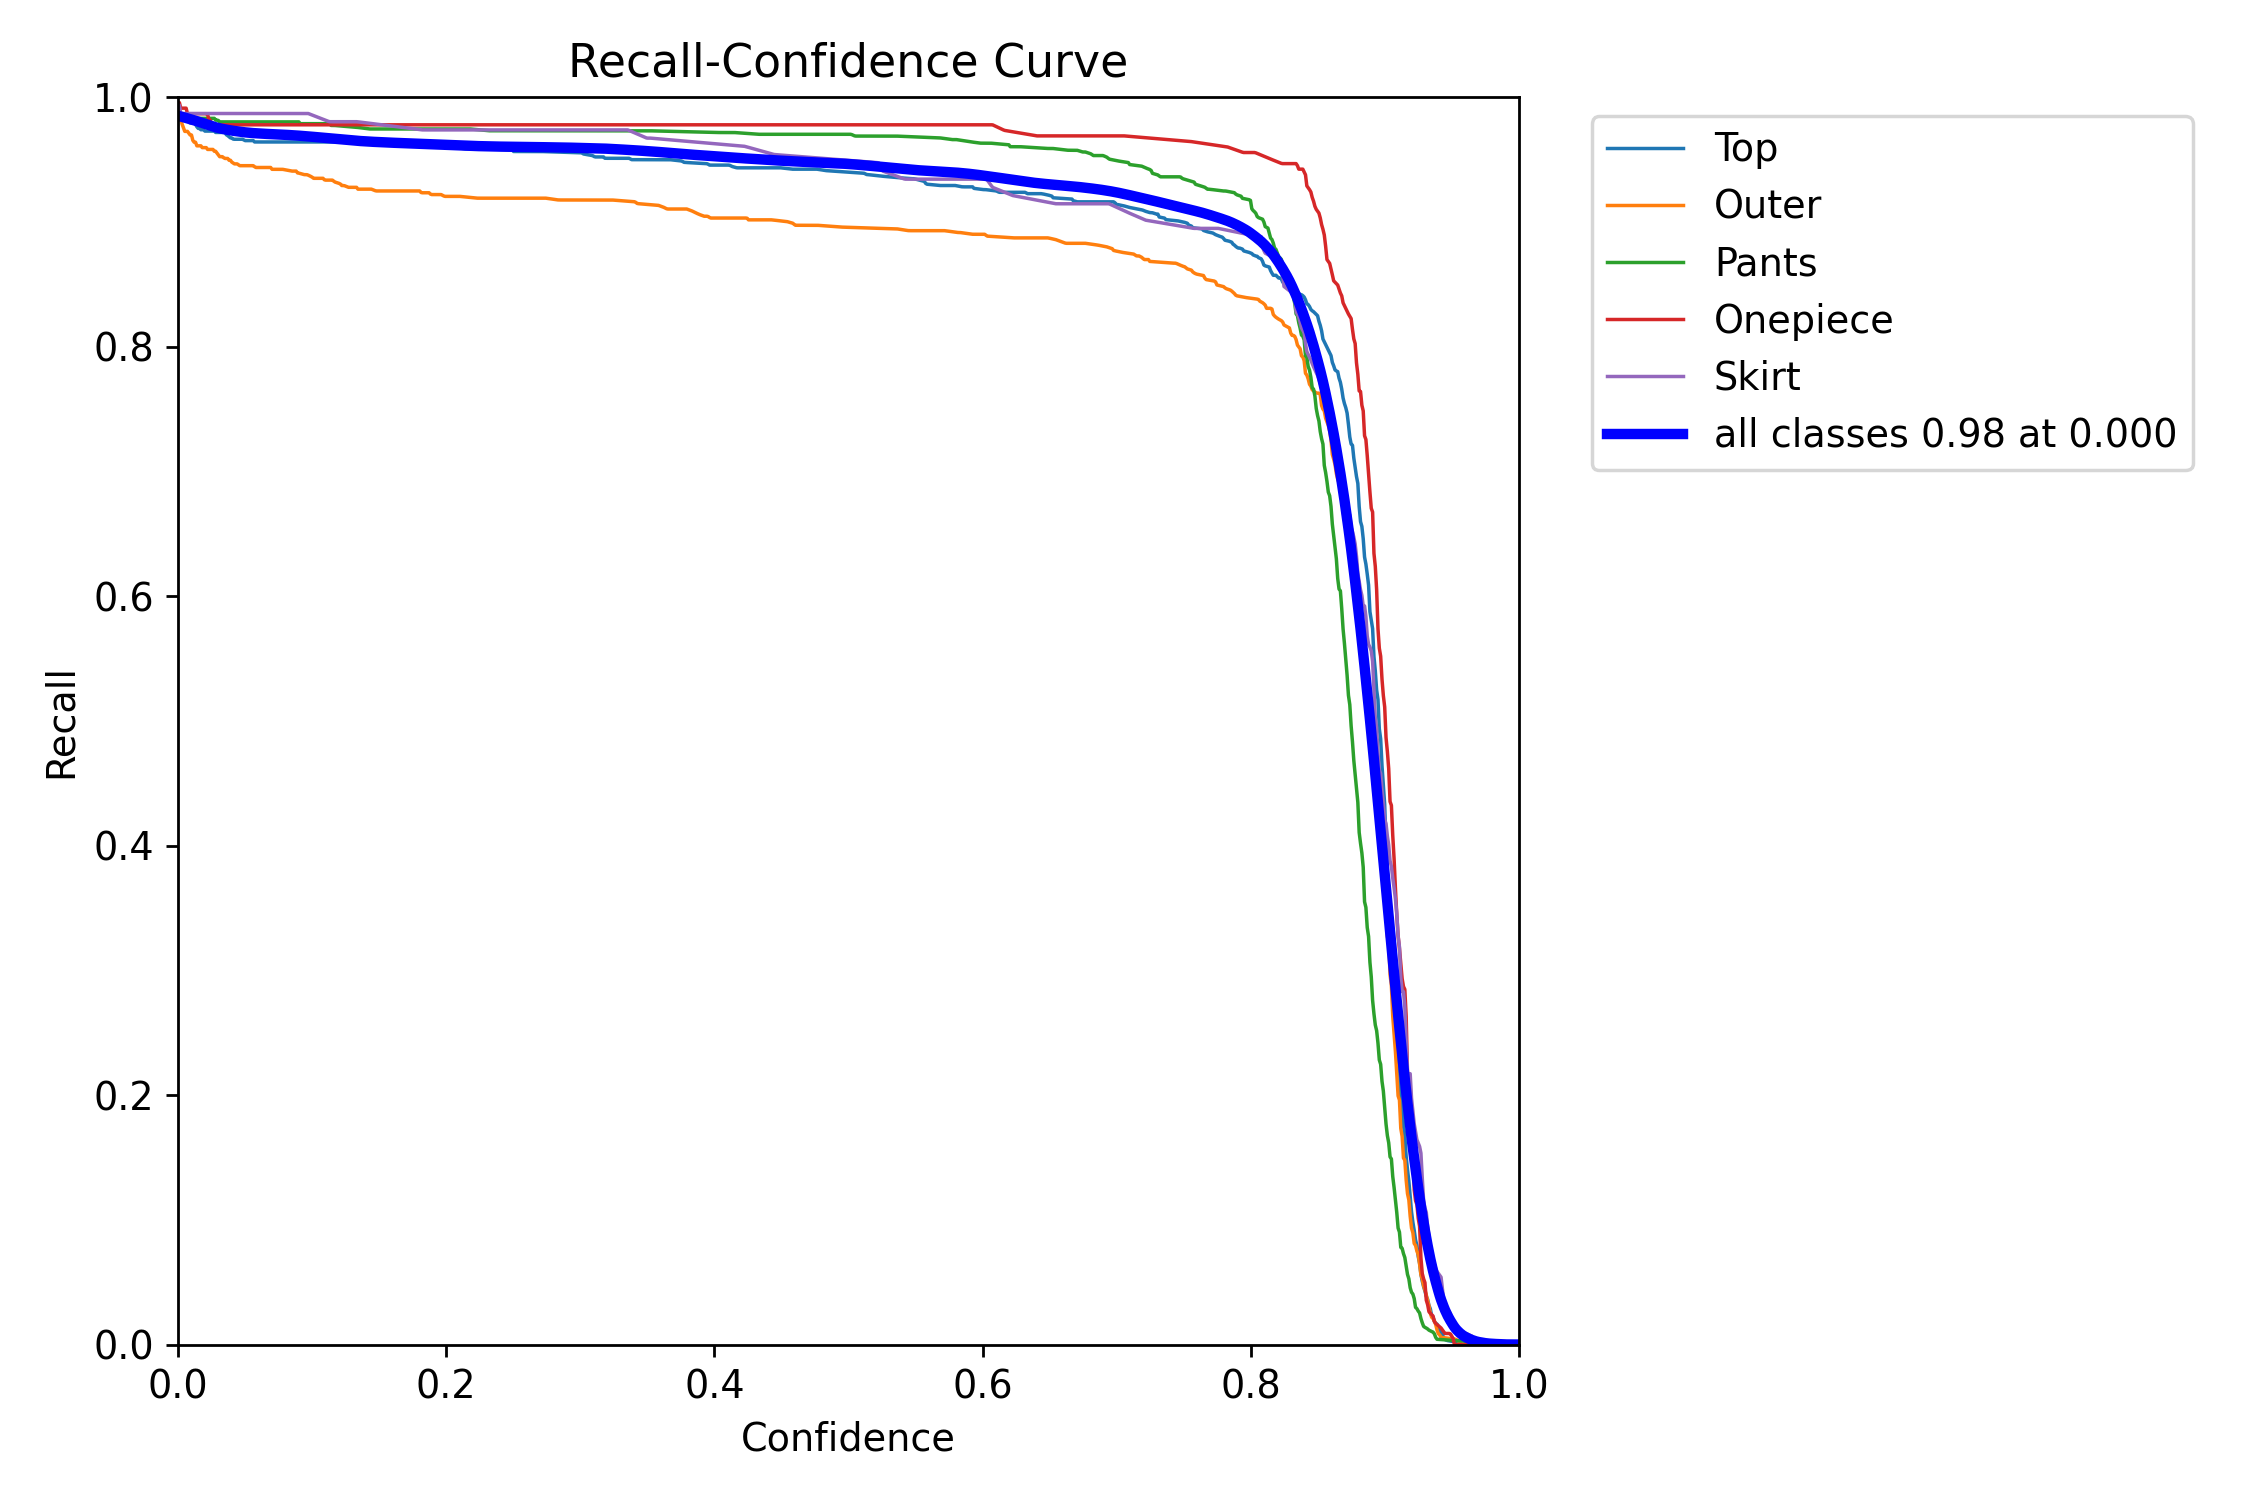 Recall-Confidence Curve
1.0
0.8
0.6
0.4
0.2
0.0
Recall
0.0 0.2 0.4 0.6 0.8 1.0
Confidence
Top
Outer
Pants
Onepiece
Skirt
all classes 0.98 at 0.000